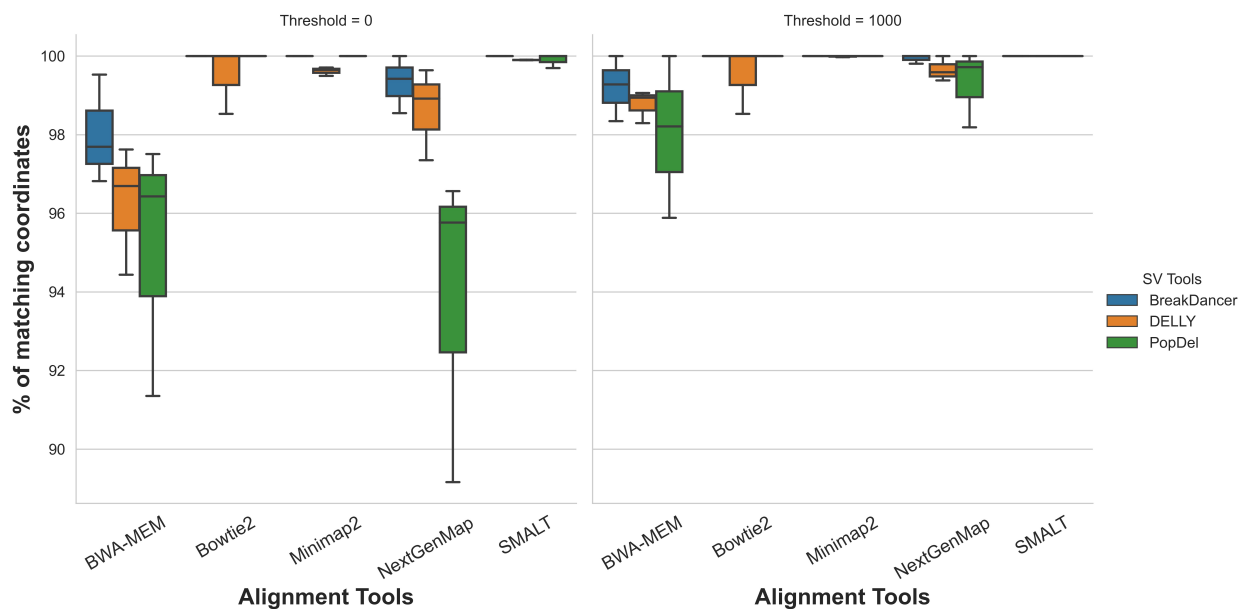 Threshold = 0
Threshold = 1000
% of matching coordinates
100
98
96
94
92
90
BWA-MEM
Bowtie2
Minimap2
NextGenMap
SMALT
BWA-MEM
Bowtie2
Minimap2
NextGenMap
SMALT
Alignment Tools
Alignment Tools
SV Tools
BreakDancer
DELLY
PopDel